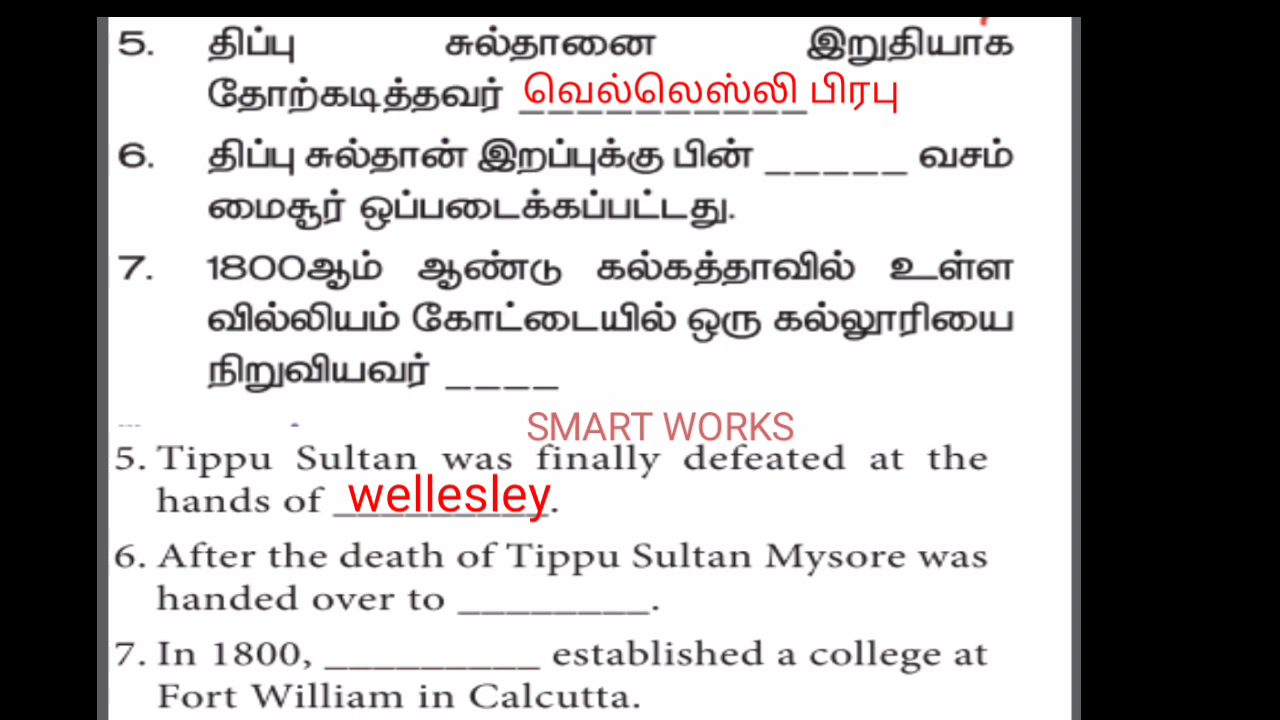 5. திப்பு சுல்தானை இறுதியாக
தோற்கடித்தவர் வெல்லெஸ்லி பிரபு
6. திப்பு சுல்தான் இறப்புக்கு பின் _____ வசம்
மைசூர் ஒப்படைக்கப்பட்டது.
7. 1800ஆம் ஆண்டு கல்கத்தாவில் உள்ள
வில்லியம் கோட்டையில் ஒரு கல்லூரியை
நிறுவியவர் ____
SMART WORKS
5. Tippu Sultan was finally defeated at the
hands of wellesley.
6. After the death of Tippu Sultan Mysore was
handed over to ________.
7. In 1800, _________ established a college at
Fort William in Calcutta.